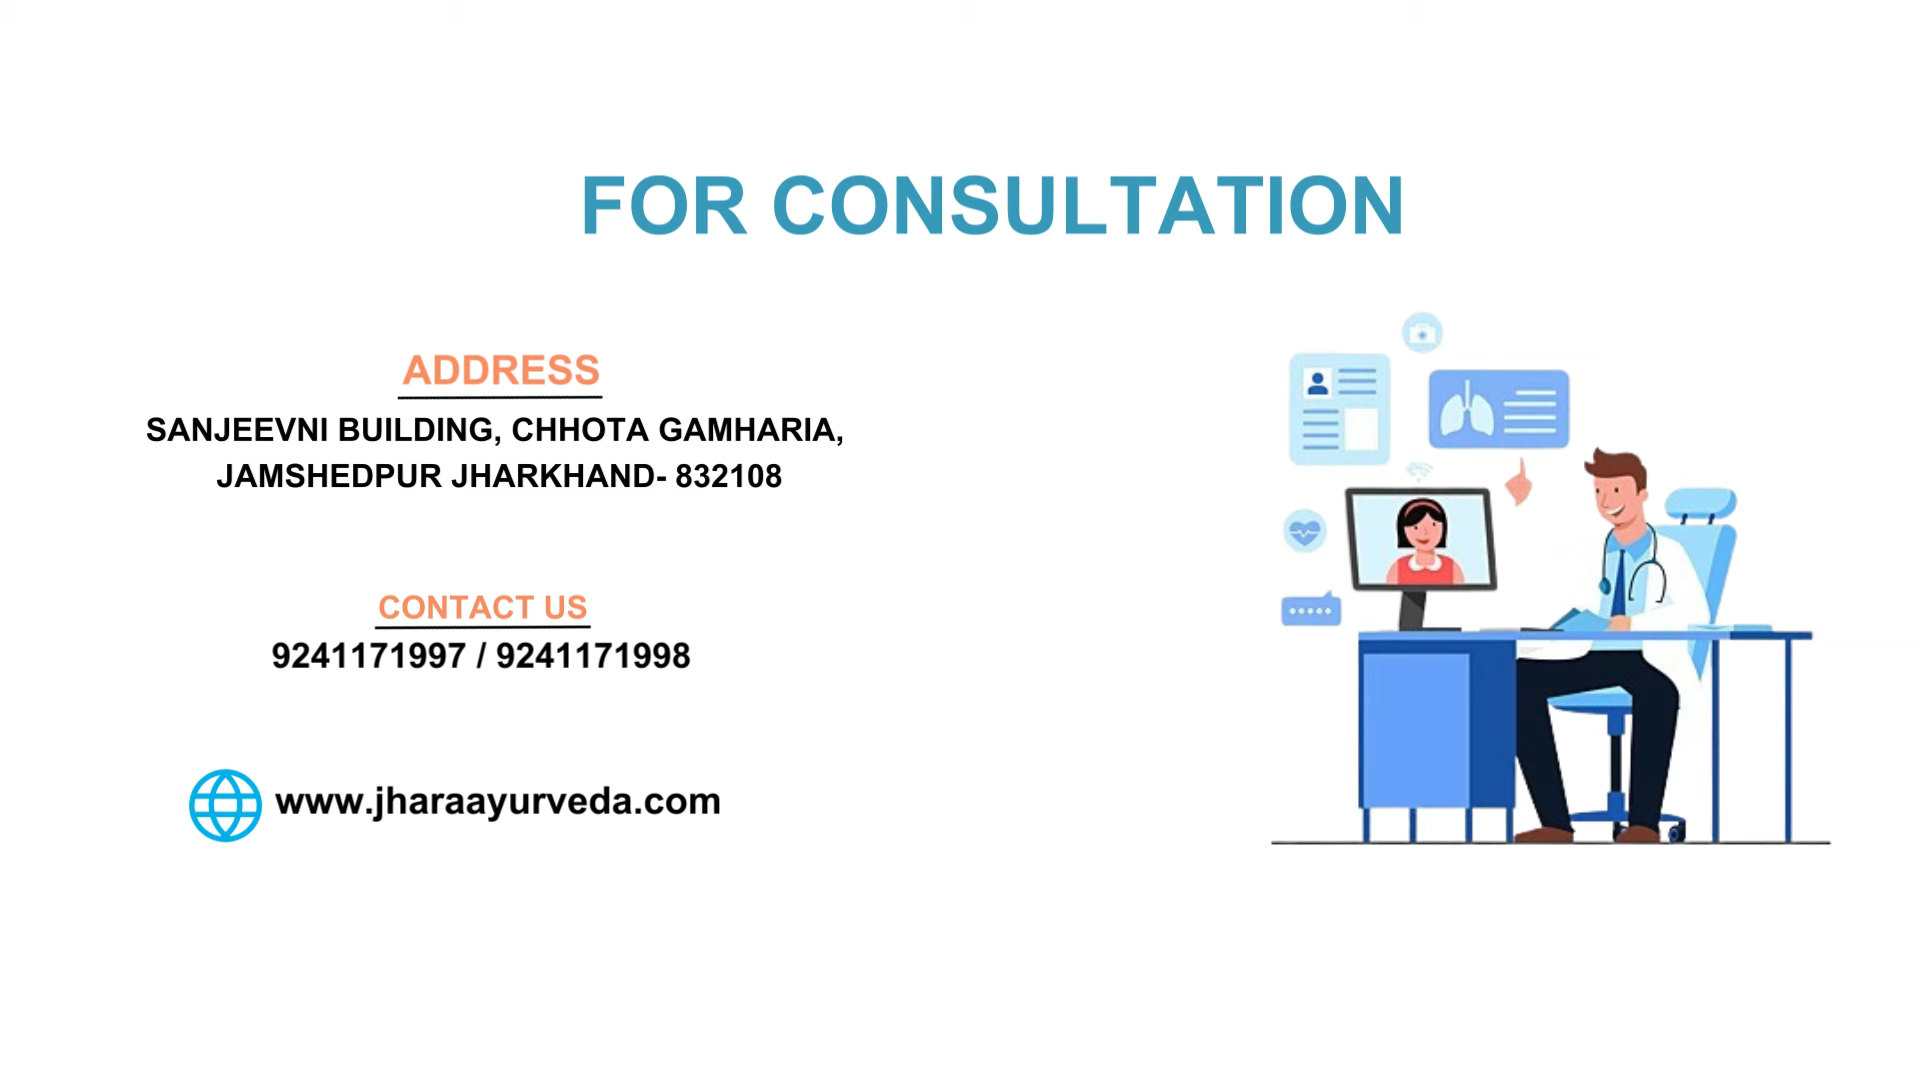 FOR CONSULTATION
ADDRESS
SANJEEVNI BUILDING, CHHOTA GAMHARIA,
JAMSHEDPUR JHARKHAND- 832108
CONTACT US
9241171997 / 9241171998
www.jharaayurveda.com